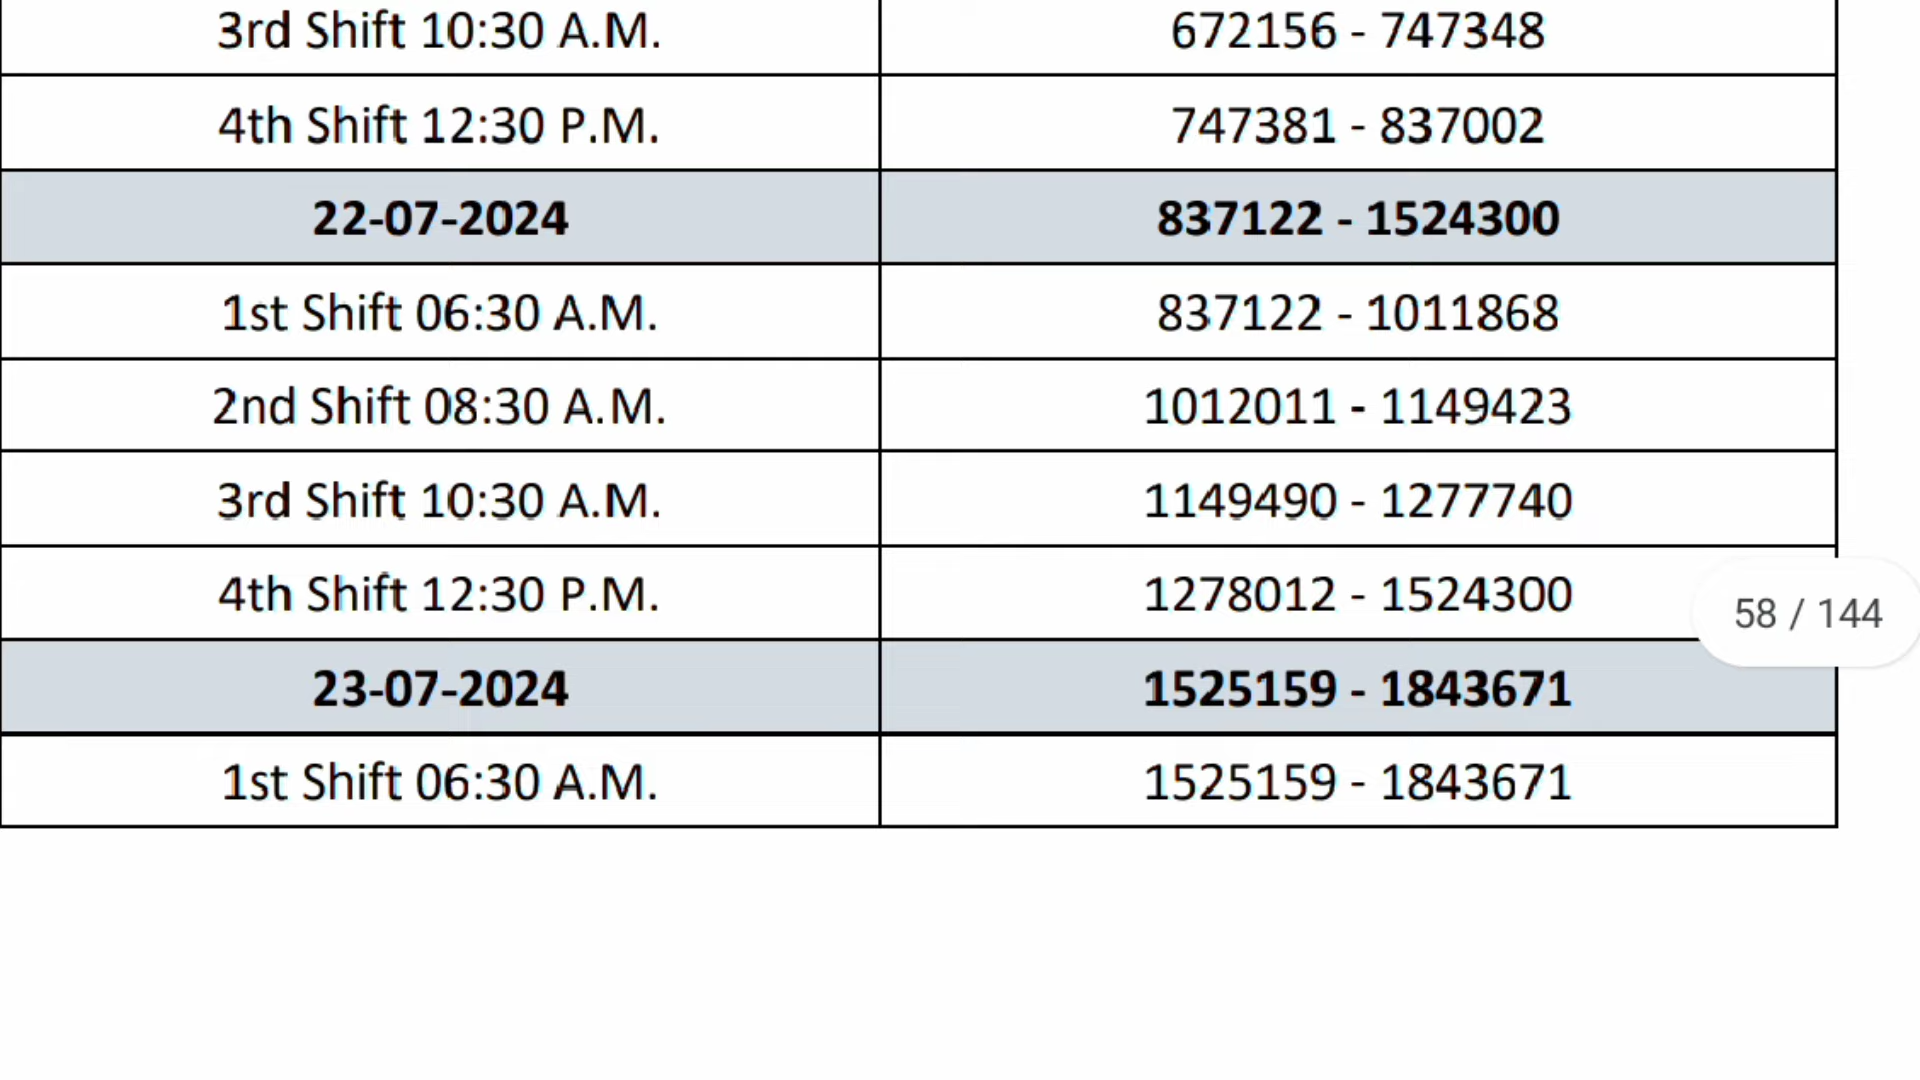 3rd Shift 10:30 A.M. 672156 - 747348
4th Shift 12:30 P.M. 747381 - 837002
22-07-2024 837122 - 1524300
1st Shift 06:30 A.M. 837122 - 1011868
2nd Shift 08:30 A.M. 1012011 - 1149423
3rd Shift 10:30 A.M. 1149490 - 1277740
4th Shift 12:30 P.M. 1278012 - 1524300
58 / 144
23-07-2024 1525159 - 1843671
1st Shift 06:30 A.M. 1525159 - 1843671